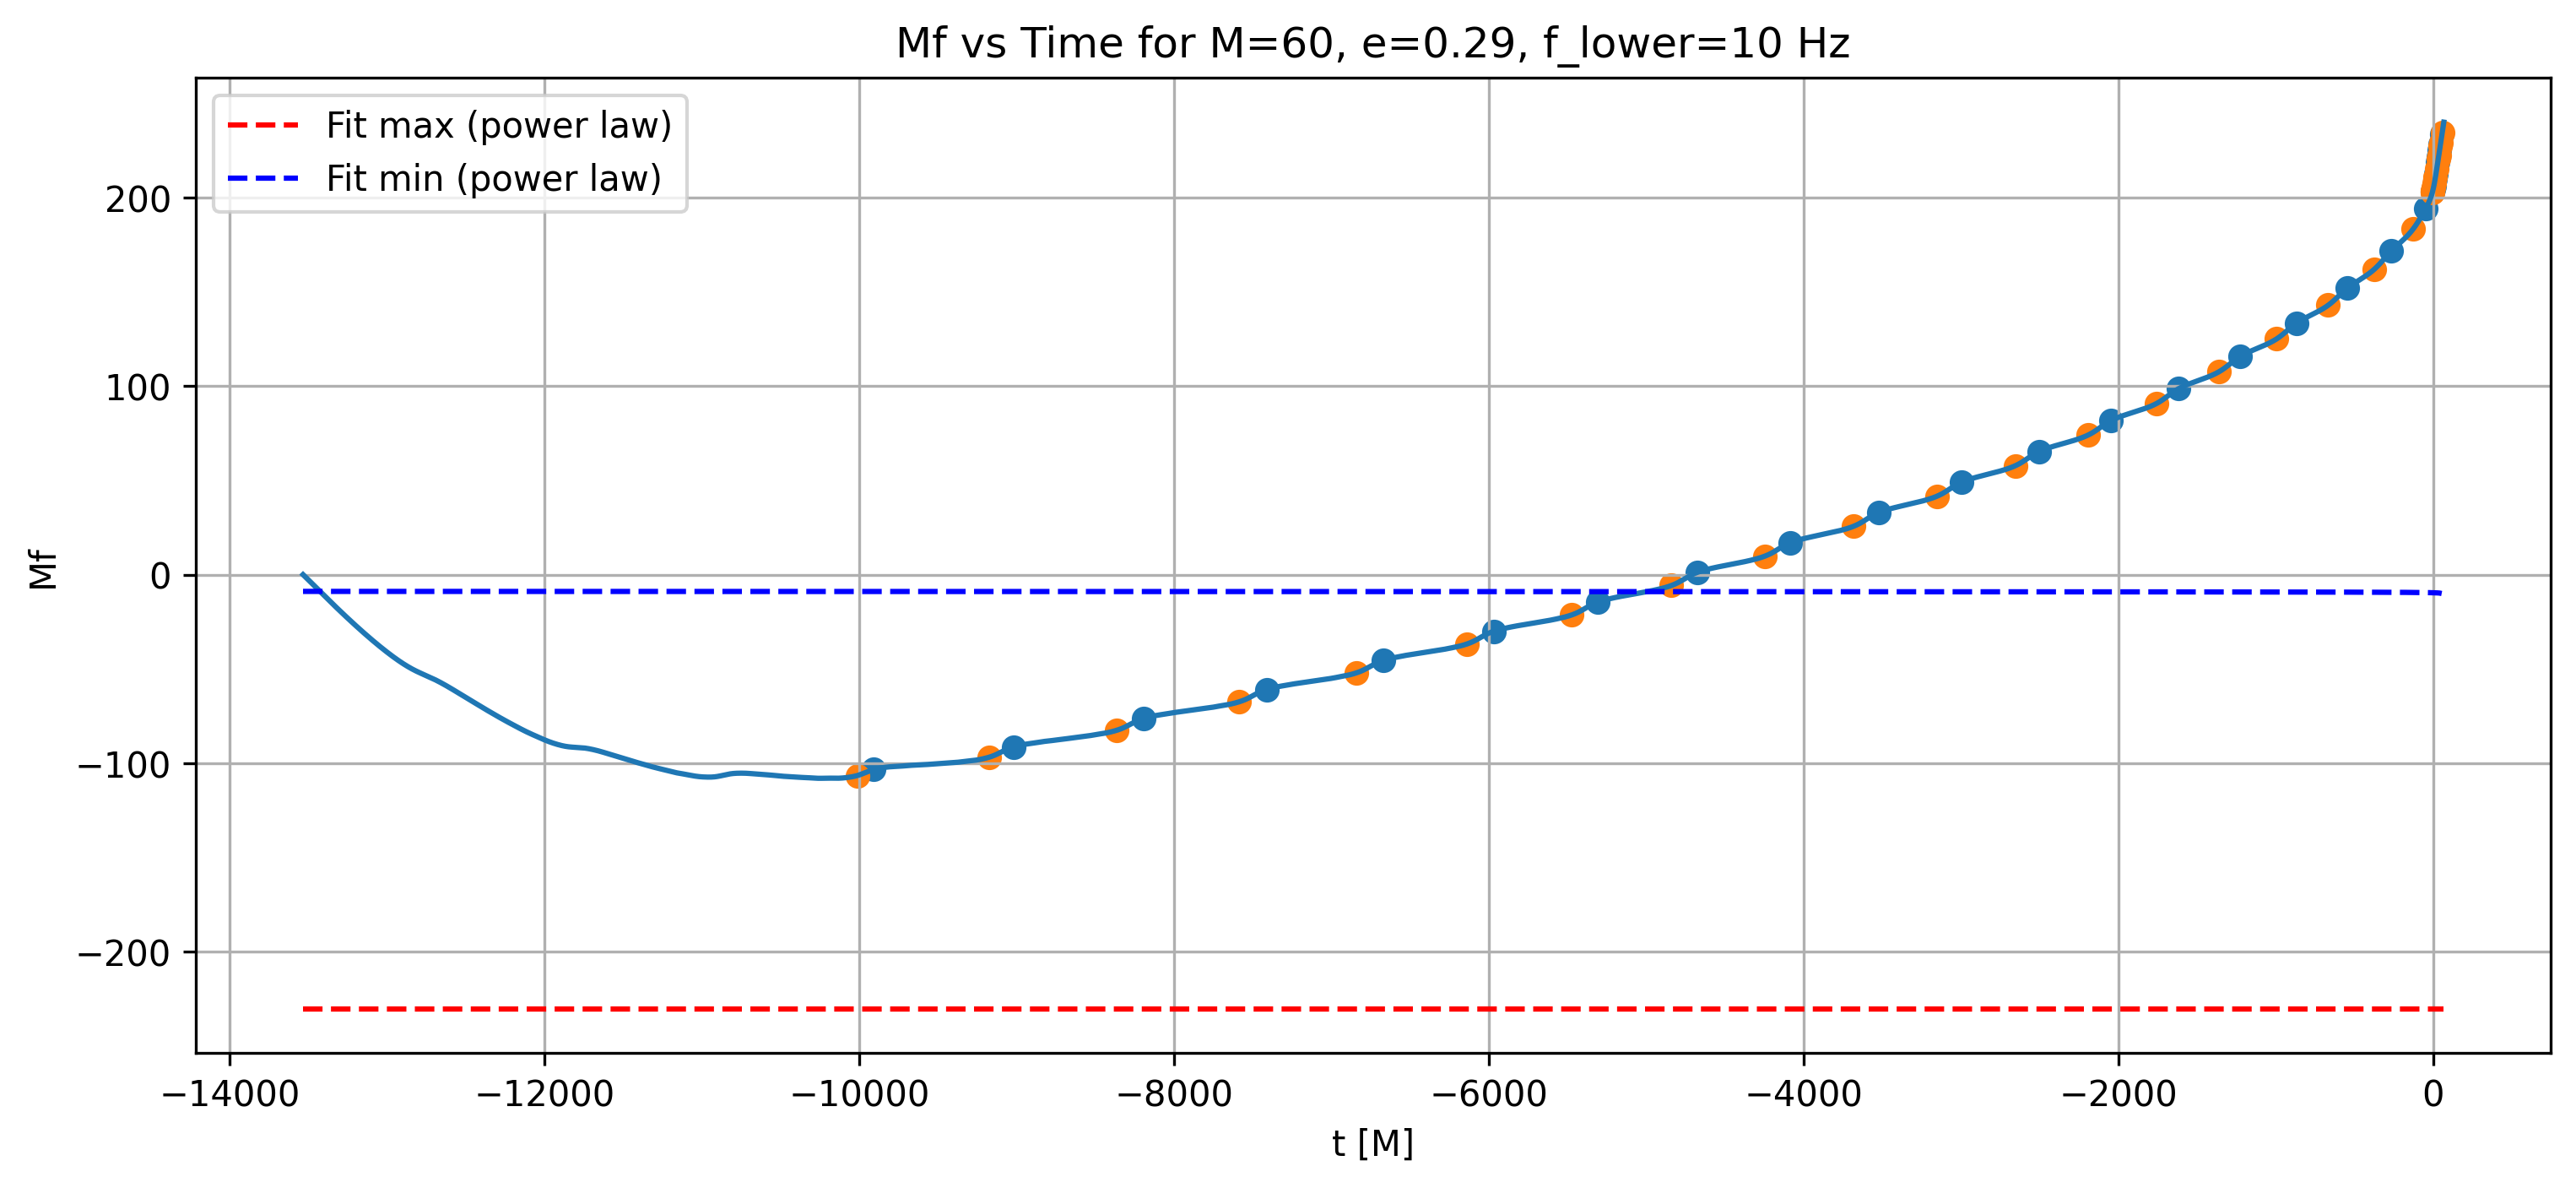 Mf vs Time for M=60, e=0.29, f_lower=10 Hz
Fit max (power law)
Fit min (power law)
200
100
0
−100
−200
Mf
−14000 −12000 −10000 −8000 −6000 −4000 −2000 0
t [M]